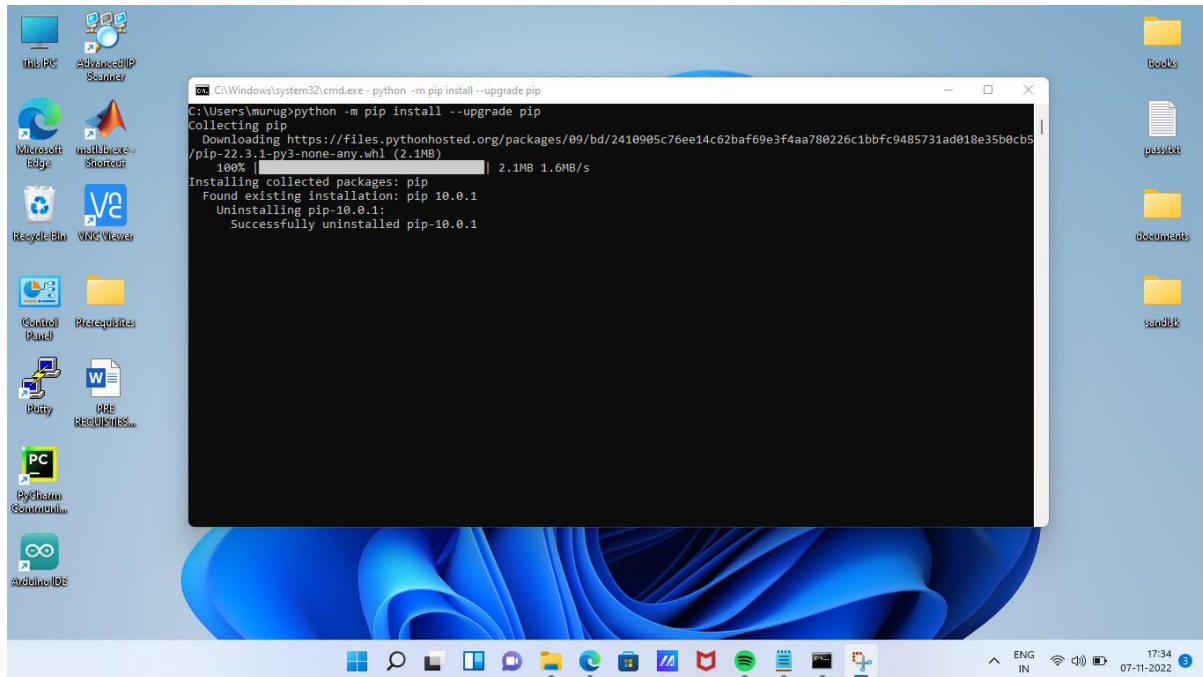 This PC
Advanced IP
Scanner
books
C:\Windows\system32\cmd.exe - python -m pip install --upgrade pip
C:\Users\murug>python -m pip install --upgrade pip
Collecting pip
Downloading https://files.pythonhosted.org/packages/09/bd/2410905c76ee14c62baf69e3f4aa780226c1bbfc9485731ad018e35b0cb5
/pip-22.3.1-py3-none-any.whl (2.1MB)
100% | | 2.1MB 1.6MB/s
Installing collected packages: pip
Found existing installation: pip 10.0.1
Uninstalling pip-10.0.1:
Successfully uninstalled pip-10.0.1
Microsoft
Edge
matlab.exe -
Shortcut
pass.txt
Recycle Bin
VNC Viewer
documents
Control
Panel
Prerequisites
sandisk
Putty
PRE
REQUISITIES...
PC
PyCharm
Communi...
Arduino IDE
ENG
IN
17:34
07-11-2022
3